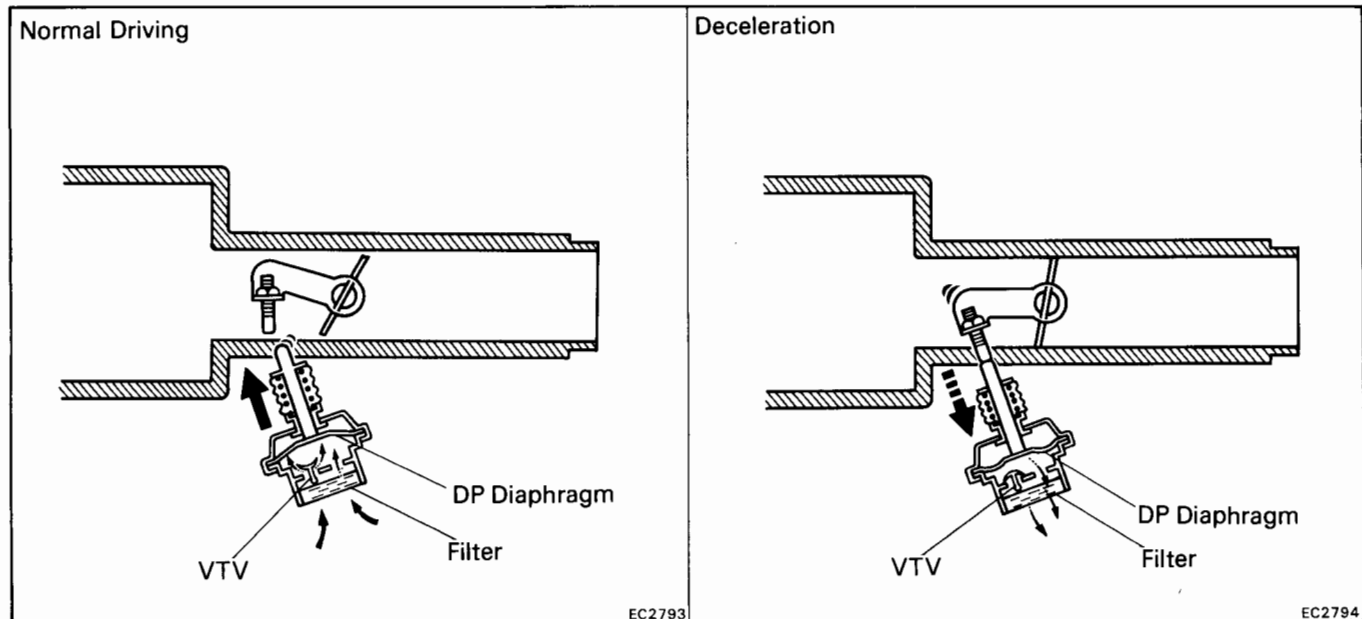 Normal Driving
DP Diaphragm
Filter
VTV
EC2793
Deceleration
DP Diaphragm
Filter
VTV
EC2794